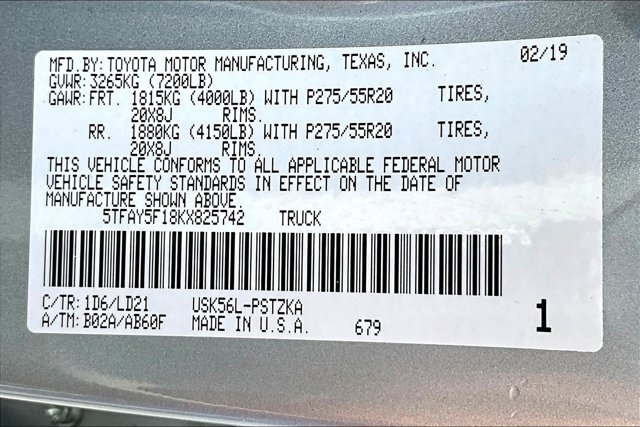 MFD.BY: TOYOTA MOTOR MANUFACTURING, TEXAS, INC. 02/19
GVWR: 3265KG (7200LB)
GAWR: FRT. 1815KG (4000LB) WITH P275/55R20 TIRES,
20X8J RIMS.
RR. 1880KG (4150LB) WITH P275/55R20 TIRES,
20X8J RIMS.
THIS VEHICLE CONFORMS TO ALL APPLICABLE FEDERAL MOTOR
VEHICLE SAFETY STANDARDS IN EFFECT ON THE DATE OF
MANUFACTURE SHOWN ABOVE.
5TFAY5F18KX825742 TRUCK
C/TR: 1D6/LD21 USK56L-PSTZKA
A/TM: B02A/AB60F MADE IN U.S.A. 679 1